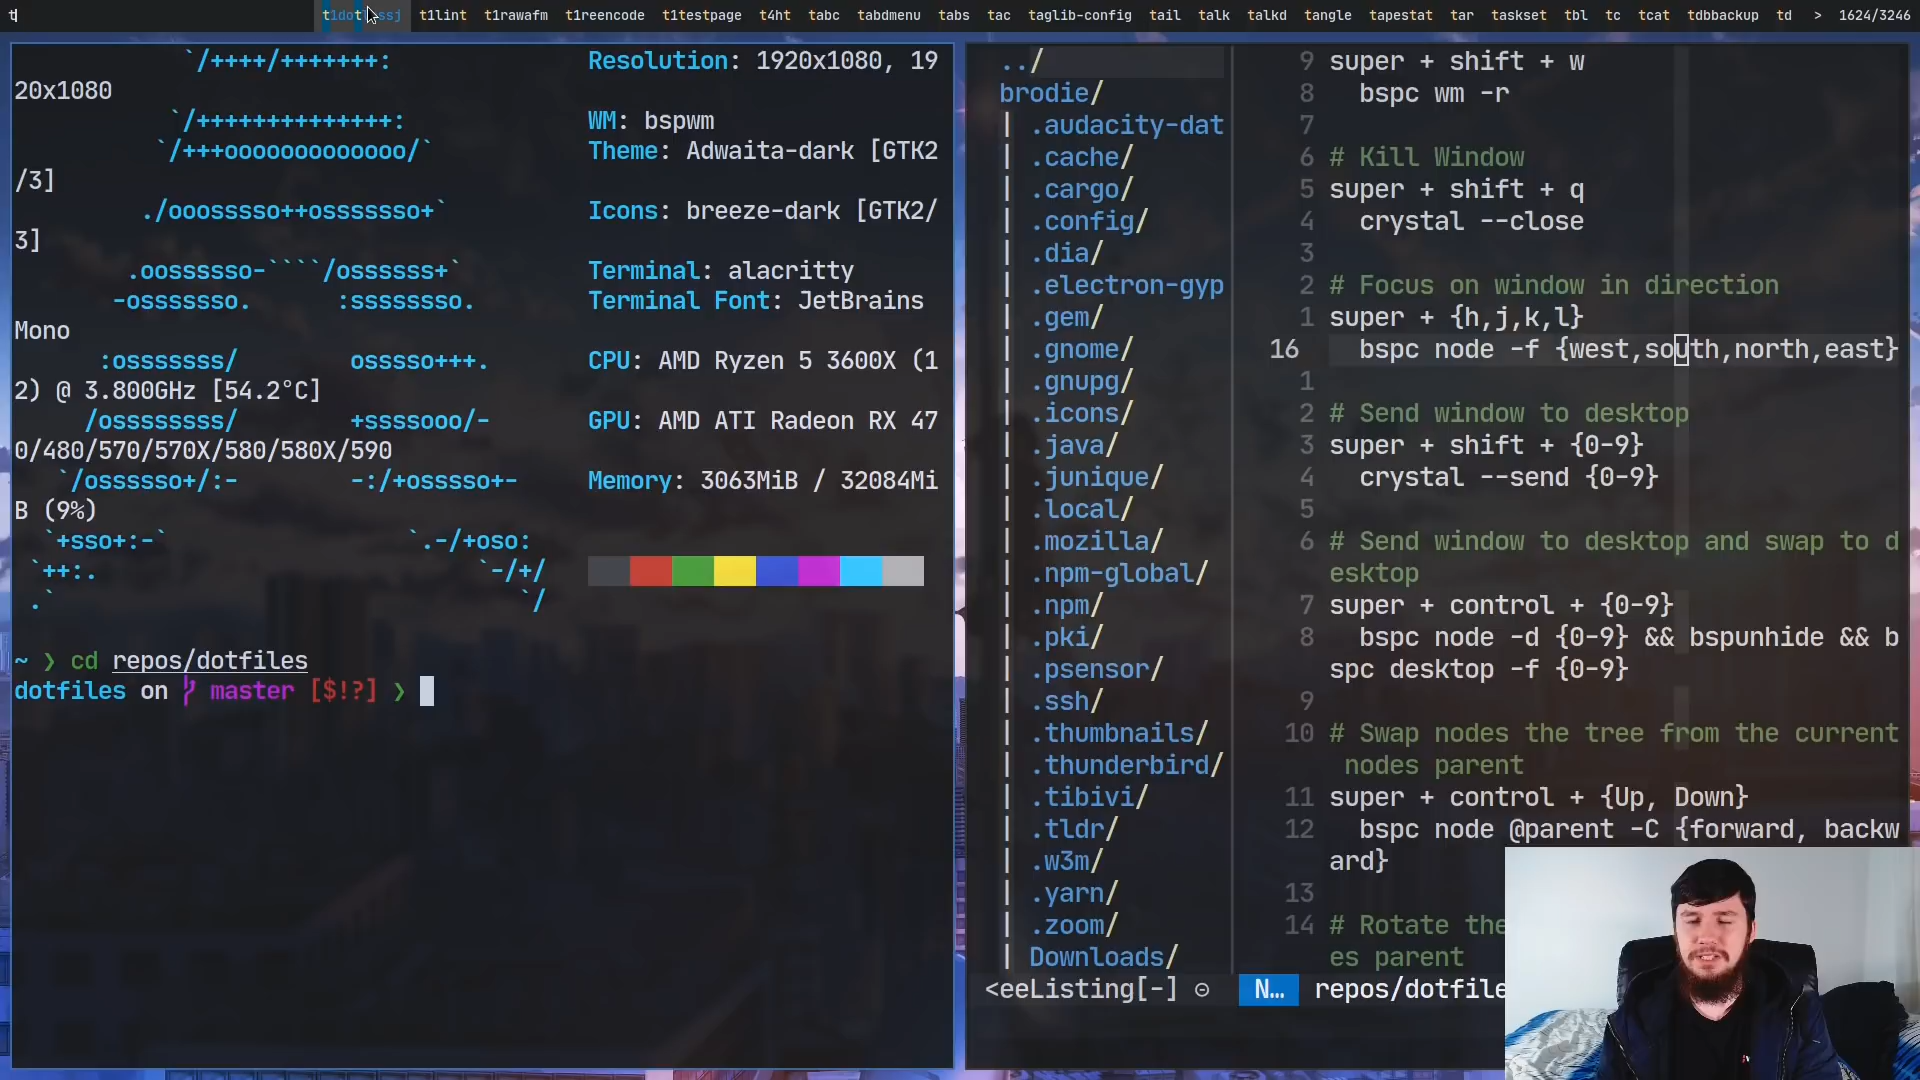 t t1dot ssj t1lint t1rawafm t1reencode t1testpage t4ht tabc tabdmenu tabs tac taglib-config tail talk talkd tangle tapestat tar taskset tbl tc tcat tdbbackup td > 1624/3246
`/++++/+++++++: Resolution: 1920x1080, 19
20x1080
`/++++++++++++++: WM: bspwm
`/+++ooooooooooooo/` Theme: Adwaita-dark [GTK2
/3]
./ooosssso++osssssso+` Icons: breeze-dark [GTK2/
3]
.oossssso-````/ossssss+` Terminal: alacritty
-osssssso. :ssssssso. Terminal Font: JetBrains
Mono
:osssssss/ osssso+++. CPU: AMD Ryzen 5 3600X (1
2) @ 3.800GHz [54.2°C]
/ossssssss/ +ssssooo/- GPU: AMD ATI Radeon RX 47
0/480/570/570X/580/580X/590
`/ossssso+/:- -:/+osssso+- Memory: 3063MiB / 32084Mi
B (9%)
`+sso+:-` `.-/+oso:
`++:. `-/+/
.` `/
~ ❯ cd repos/dotfiles
dotfiles on master [$!?] ❯
../
brodie/
| .audacity-dat
| .cache/
| .cargo/
| .config/
| .dia/
| .electron-gyp
| .gem/
| .gnome/
| .gnupg/
| .icons/
| .java/
| .junique/
| .local/
| .mozilla/
| .npm-global/
| .npm/
| .pki/
| .psensor/
| .ssh/
| .thumbnails/
| .thunderbird/
| .tibivi/
| .tldr/
| .w3m/
| .yarn/
| .zoom/
| Downloads/
<eeListing[-] ⊙ N… repos/dotfile
9 super + shift + w
8 bspc wm -r
7
6 # Kill Window
5 super + shift + q
4 crystal --close
3
2 # Focus on window in direction
1 super + {h,j,k,l}
16 bspc node -f {west,south,north,east}
1
2 # Send window to desktop
3 super + shift + {0-9}
4 crystal --send {0-9}
5
6 # Send window to desktop and swap to d
esktop
7 super + control + {0-9}
8 bspc node -d {0-9} && bspunhide && b
spc desktop -f {0-9}
9
10 # Swap nodes the tree from the current
nodes parent
11 super + control + {Up, Down}
12 bspc node @parent -C {forward, backw
ard}
13
14 # Rotate the
es parent